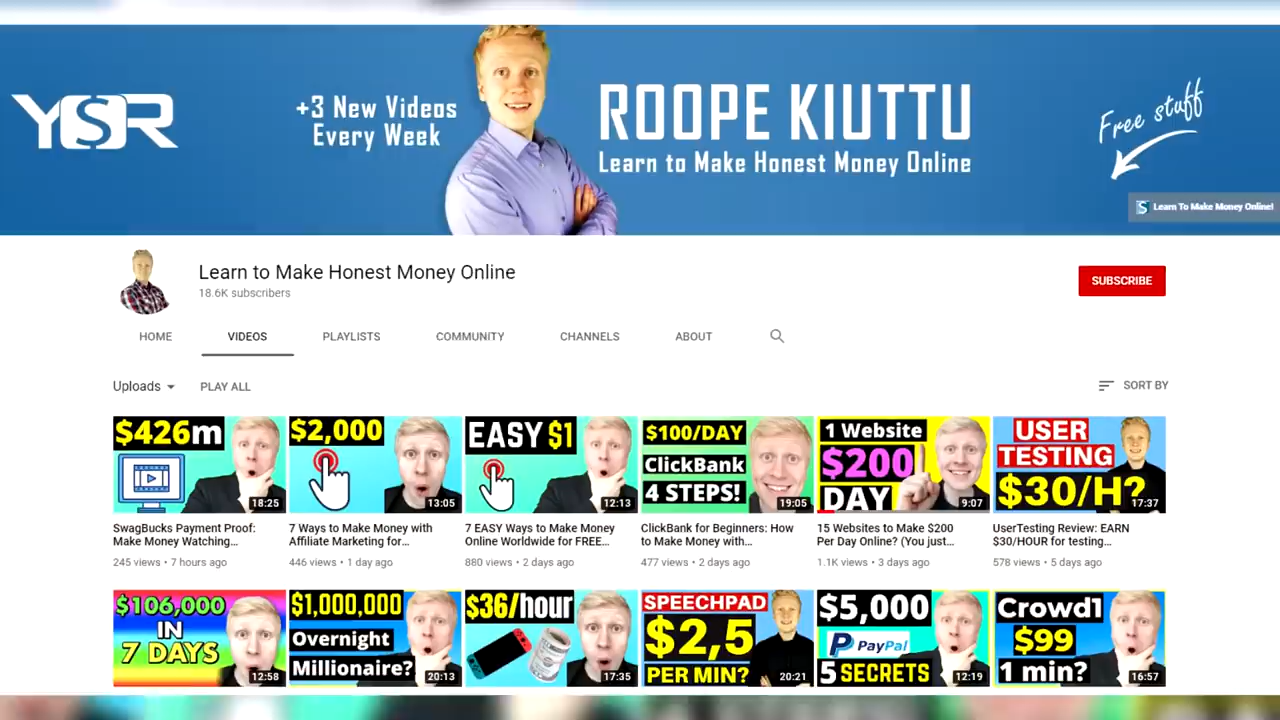 YSR
+3 New Videos
Every Week
ROOPE KIUTTU
Learn to Make Honest Money Online
Free stuff
Learn To Make Money Online!
Learn to Make Honest Money Online
18.6K subscribers
SUBSCRIBE
HOME VIDEOS PLAYLISTS COMMUNITY CHANNELS ABOUT
Uploads PLAY ALL SORT BY
$426m
18:25
$2,000
13:05
EASY $1
12:13
$100/DAY
ClickBank
4 STEPS!
19:05
1 Website
$200
DAY
9:07
USER
TESTING
$30/H?
17:37
SwagBucks Payment Proof:
Make Money Watching...
245 views • 7 hours ago
7 Ways to Make Money with
Affiliate Marketing for...
446 views • 1 day ago
7 EASY Ways to Make Money
Online Worldwide for FREE...
880 views • 2 days ago
ClickBank for Beginners: How
to Make Money with...
477 views • 2 days ago
15 Websites to Make $200
Per Day Online? (You just...
1.1K views • 3 days ago
UserTesting Review: EARN
$30/HOUR for testing...
578 views • 5 days ago
$106,000
IN
7 DAYS
12:58
$1,000,000
Overnight
Millionaire?
20:13
$36/hour
17:35
SPEECHPAD
$2,5
PER MIN?
20:21
$5,000
PayPal
5 SECRETS
12:19
Crowd1
$99
1 min?
16:57